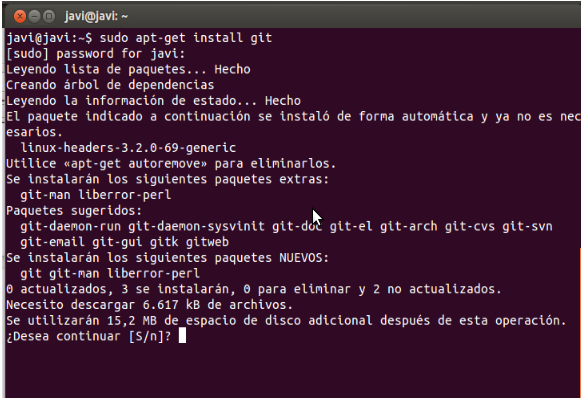 javi@javi: ~
javi@javi:~$ sudo apt-get install git
[sudo] password for javi:
Leyendo lista de paquetes... Hecho
Creando árbol de dependencias
Leyendo la información de estado... Hecho
El paquete indicado a continuación se instaló de forma automática y ya no es nec
esarios.
  linux-headers-3.2.0-69-generic
Utilice «apt-get autoremove» para eliminarlos.
Se instalarán los siguientes paquetes extras:
  git-man liberror-perl
Paquetes sugeridos:
  git-daemon-run git-daemon-sysvinit git-doc git-el git-arch git-cvs git-svn
  git-email git-gui gitk gitweb
Se instalarán los siguientes paquetes NUEVOS:
  git git-man liberror-perl
0 actualizados, 3 se instalarán, 0 para eliminar y 2 no actualizados.
Necesito descargar 6.617 kB de archivos.
Se utilizarán 15,2 MB de espacio de disco adicional después de esta operación.
¿Desea continuar [S/n]?